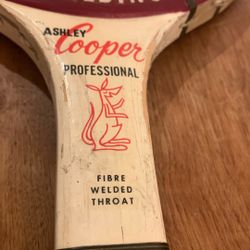 ASHLEY
Cooper
PROFESSIONAL
FIBRE
WELDED
THROAT